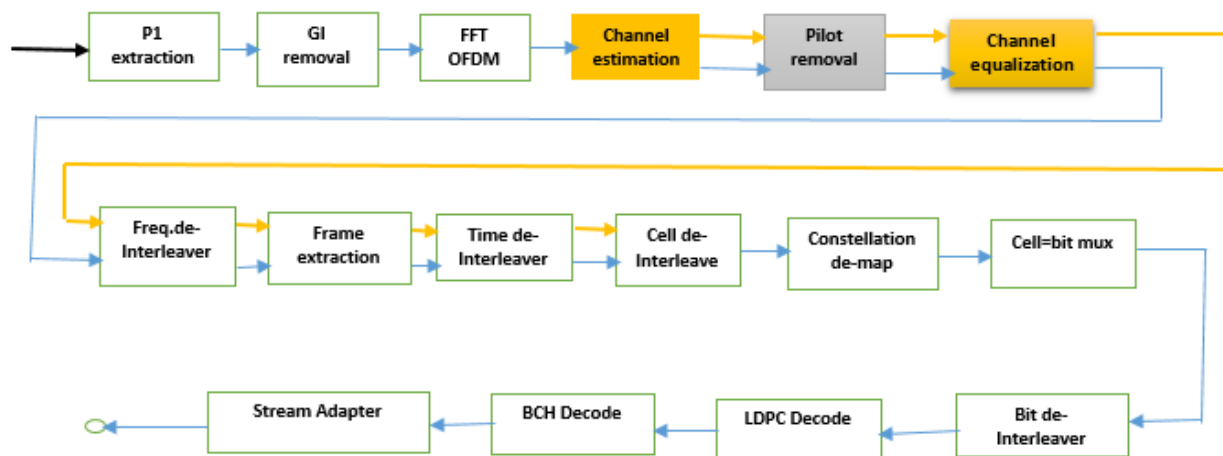 P1
extraction
GI
removal
FFT
OFDM
Channel
estimation
Pilot
removal
Channel
equalization
Freq.de-
Interleaver
Frame
extraction
Time de-
Interleaver
Cell de-
Interleave
Constellation
de-map
Cell=bit mux
Stream Adapter
BCH Decode
LDPC Decode
Bit de-
Interleaver